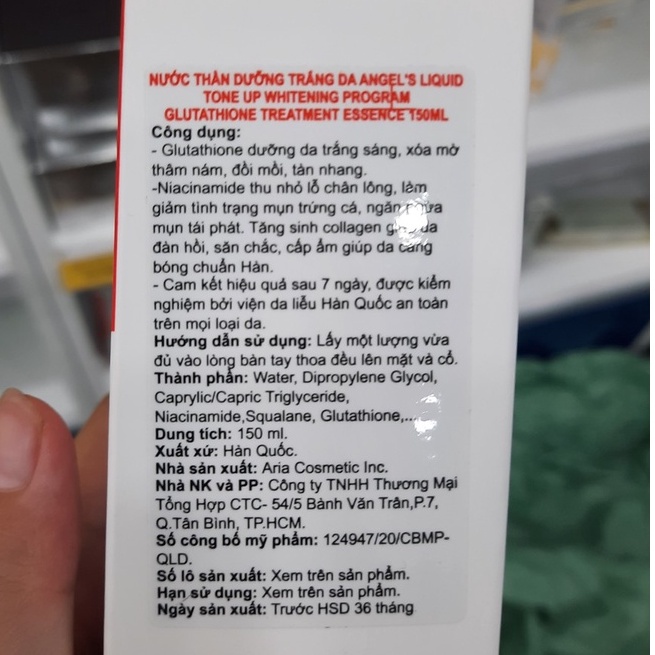 NƯỚC THẦN DƯỠNG TRẮNG DA ANGEL'S LIQUID
TONE UP WHITENING PROGRAM
GLUTATHIONE TREATMENT ESSENCE 150ML
Công dụng:
- Glutathione dưỡng da trắng sáng, xóa mờ
thâm nám, đồi mồi, tàn nhang.
-Niacinamide thu nhỏ lỗ chân lông, làm
giảm tình trạng mụn trứng cá, ngăn ngừa
mụn tái phát. Tăng sinh collagen da
đàn hồi, săn chắc, cấp ẩm giúp da căng
bóng chuẩn Hàn.
- Cam kết hiệu quả sau 7 ngày, được kiểm
nghiệm bởi viện da liễu Hàn Quốc an toàn
trên mọi loại da.
Hướng dẫn sử dụng: Lấy một lượng vừa
đủ vào lòng bàn tay thoa đều lên mặt và cổ.
Thành phần: Water, Dipropylene Glycol,
Caprylic/Capric Triglyceride,
Niacinamide,Squalane, Glutathione,...
Dung tích: 150 ml.
Xuất xứ: Hàn Quốc.
Nhà sản xuất: Aria Cosmetic Inc.
Nhà NK và PP: Công ty TNHH Thương Mại
Tổng Hợp CTC- 54/5 Bành Văn Trân,P.7,
Q.Tân Bình, TP.HCM.
Số công bố mỹ phẩm: 124947/20/CBMP-
QLD.
Số lô sản xuất: Xem trên sản phẩm.
Hạn sử dụng: Xem trên sản phẩm.
Ngày sản xuất: Trước HSD 36 tháng